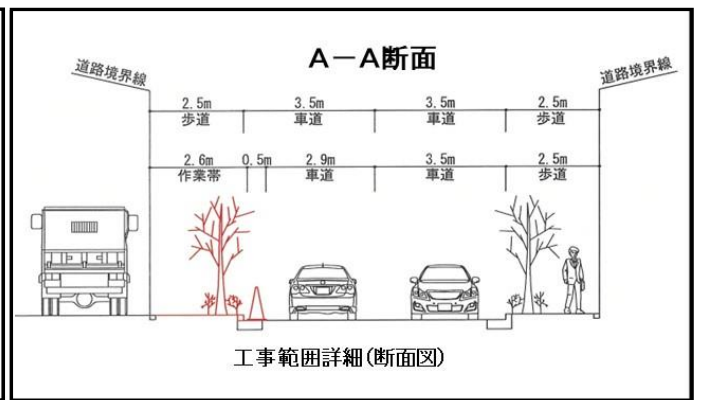 A－A断面
道路境界線
道路境界線
2.5m 3.5m 3.5m 2.5m
歩道 車道 車道 歩道
2.6m 0.5m 2.9m 3.5m 2.5m
作業帯 車道 車道 歩道
工事範囲詳細(断面図)